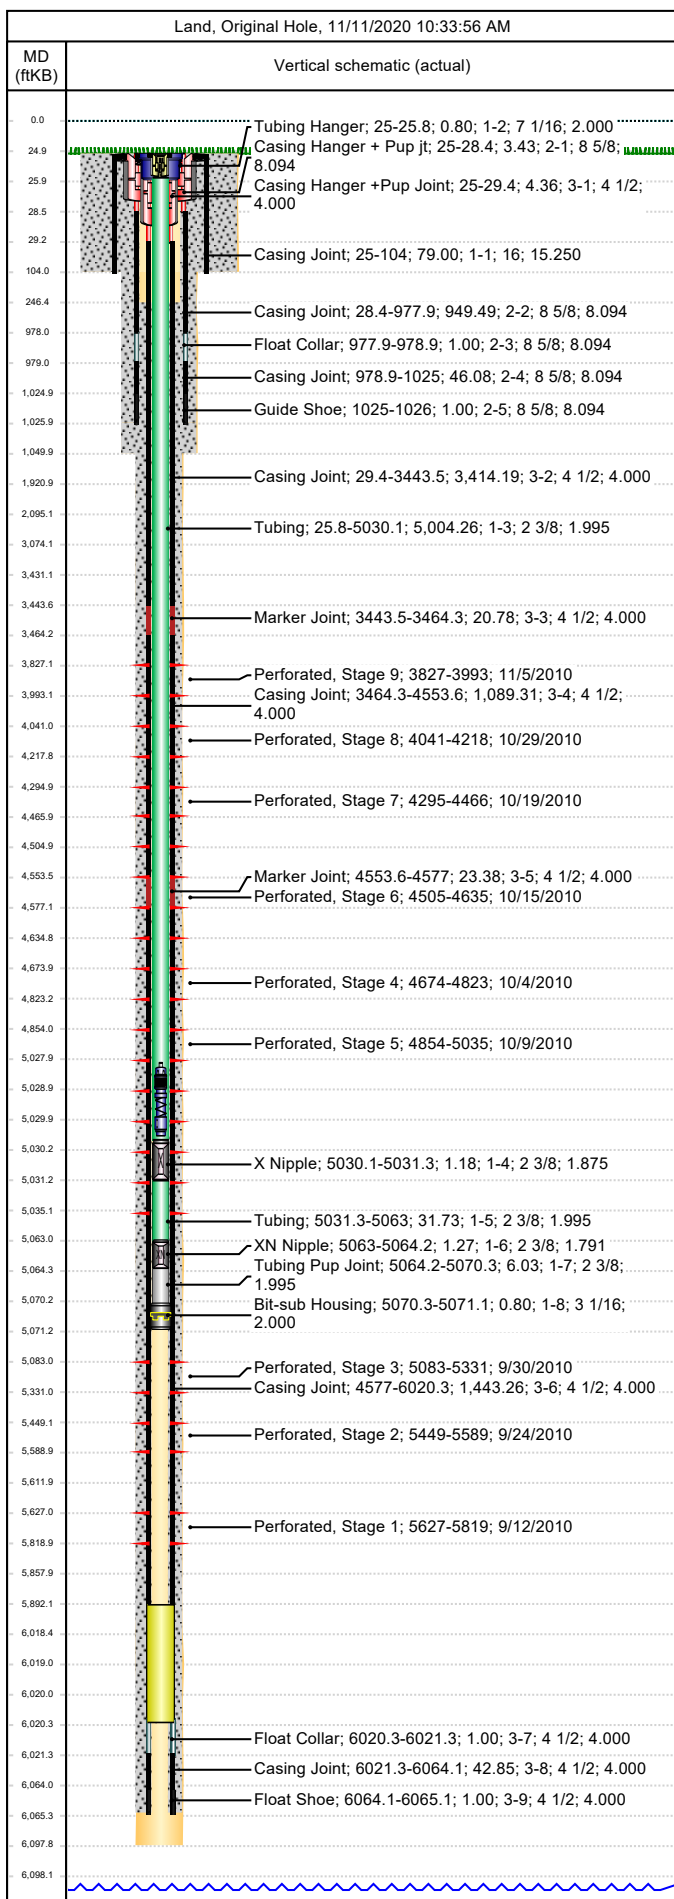 Land, Original Hole, 11/11/2020 10:33:56 AM
MD
(ftKB)
Vertical schematic (actual)
0.0
24.9
25.9
28.5
29.2
104.0
246.4
978.0
979.0
1,024.9
1,025.9
1,049.9
1,920.9
2,095.1
3,074.1
3,431.1
3,443.6
3,464.2
3,827.1
3,993.1
4,041.0
4,217.8
4,294.9
4,465.9
4,504.9
4,553.5
4,577.1
4,634.8
4,673.9
4,823.2
4,854.0
5,027.9
5,028.9
5,029.9
5,030.2
5,031.2
5,035.1
5,063.0
5,064.3
5,070.2
5,071.2
5,083.0
5,331.0
5,449.1
5,588.9
5,611.9
5,627.0
5,818.9
5,857.9
5,892.1
6,018.4
6,019.0
6,020.0
6,020.3
6,021.3
6,064.0
6,065.3
6,097.8
6,098.1
Tubing Hanger; 25-25.8; 0.80; 1-2; 7 1/16; 2.000
Casing Hanger + Pup jt; 25-28.4; 3.43; 2-1; 8 5/8;
8.094
Casing Hanger +Pup Joint; 25-29.4; 4.36; 3-1; 4 1/2;
4.000
Casing Joint; 25-104; 79.00; 1-1; 16; 15.250
Casing Joint; 28.4-977.9; 949.49; 2-2; 8 5/8; 8.094
Float Collar; 977.9-978.9; 1.00; 2-3; 8 5/8; 8.094
Casing Joint; 978.9-1025; 46.08; 2-4; 8 5/8; 8.094
Guide Shoe; 1025-1026; 1.00; 2-5; 8 5/8; 8.094
Casing Joint; 29.4-3443.5; 3,414.19; 3-2; 4 1/2; 4.000
Tubing; 25.8-5030.1; 5,004.26; 1-3; 2 3/8; 1.995
Marker Joint; 3443.5-3464.3; 20.78; 3-3; 4 1/2; 4.000
Perforated, Stage 9; 3827-3993; 11/5/2010
Casing Joint; 3464.3-4553.6; 1,089.31; 3-4; 4 1/2;
4.000
Perforated, Stage 8; 4041-4218; 10/29/2010
Perforated, Stage 7; 4295-4466; 10/19/2010
Marker Joint; 4553.6-4577; 23.38; 3-5; 4 1/2; 4.000
Perforated, Stage 6; 4505-4635; 10/15/2010
Perforated, Stage 4; 4674-4823; 10/4/2010
Perforated, Stage 5; 4854-5035; 10/9/2010
X Nipple; 5030.1-5031.3; 1.18; 1-4; 2 3/8; 1.875
Tubing; 5031.3-5063; 31.73; 1-5; 2 3/8; 1.995
XN Nipple; 5063-5064.2; 1.27; 1-6; 2 3/8; 1.791
Tubing Pup Joint; 5064.2-5070.3; 6.03; 1-7; 2 3/8;
1.995
Bit-sub Housing; 5070.3-5071.1; 0.80; 1-8; 3 1/16;
2.000
Perforated, Stage 3; 5083-5331; 9/30/2010
Casing Joint; 4577-6020.3; 1,443.26; 3-6; 4 1/2; 4.000
Perforated, Stage 2; 5449-5589; 9/24/2010
Perforated, Stage 1; 5627-5819; 9/12/2010
Float Collar; 6020.3-6021.3; 1.00; 3-7; 4 1/2; 4.000
Casing Joint; 6021.3-6064.1; 42.85; 3-8; 4 1/2; 4.000
Float Shoe; 6064.1-6065.1; 1.00; 3-9; 4 1/2; 4.000